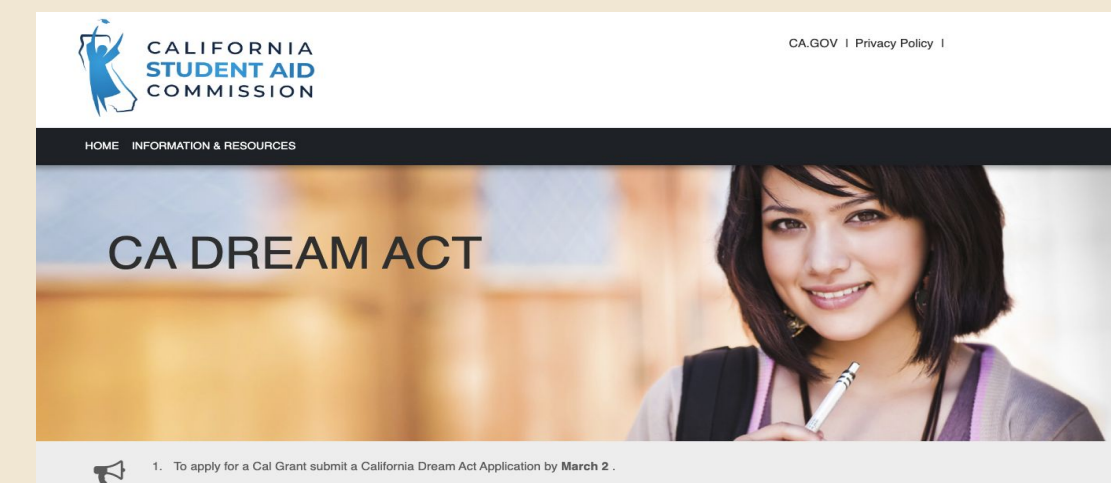 CALIFORNIA
STUDENT AID
COMMISSION
CA.GOV | Privacy Policy |
HOME INFORMATION & RESOURCES
CA DREAM ACT
1. To apply for a Cal Grant submit a California Dream Act Application by March 2 .